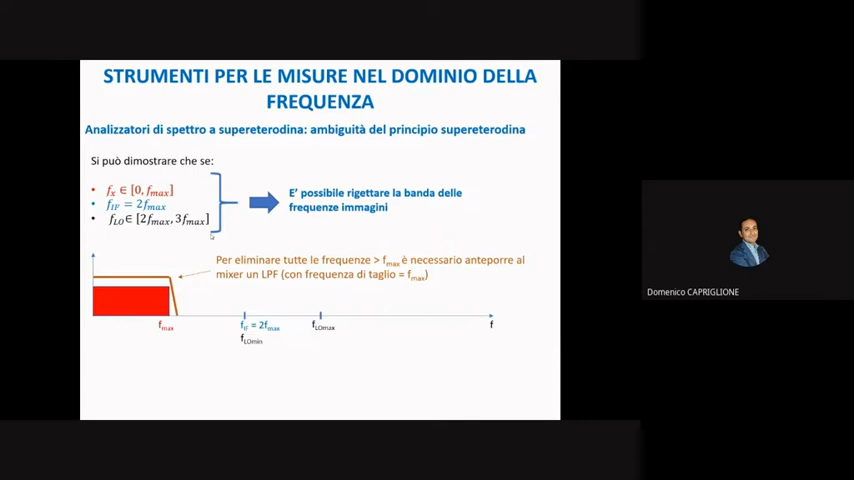 STRUMENTI PER LE MISURE NEL DOMINIO DELLA
FREQUENZA
Analizzatori di spettro a supereterodina: ambiguità del principio supereterodina
Si può dimostrare che se:
• fx ∈ [0, fmax]
• fIF = 2fmax
• fLO ∈ [2fmax, 3fmax]
E' possibile rigettare la banda delle
frequenze immagini
Per eliminare tutte le frequenze > fmax è necessario anteporre al
mixer un LPF (con frequenza di taglio = fmax)
fmax
fIF = 2fmax
fLOmin
fLOmax
f
Domenico CAPRIGLIONE